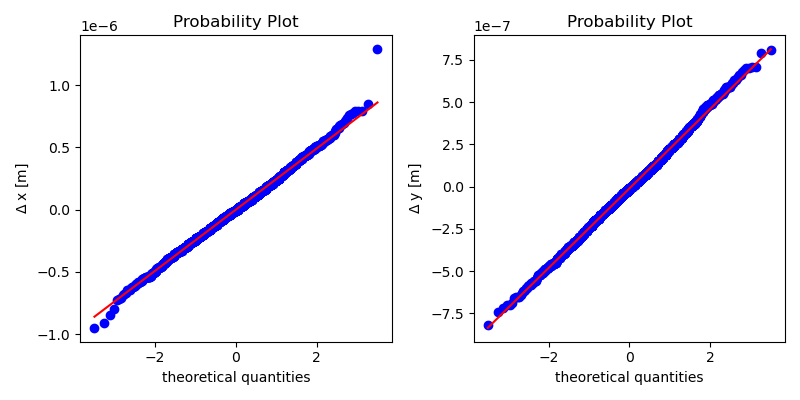 Probability Plot
1e−6
1.0
0.5
0.0
−0.5
−1.0
Δ x [m]
−2
0
2
theoretical quantities
Probability Plot
1e−7
7.5
5.0
2.5
0.0
−2.5
−5.0
−7.5
Δ y [m]
−2
0
2
theoretical quantities